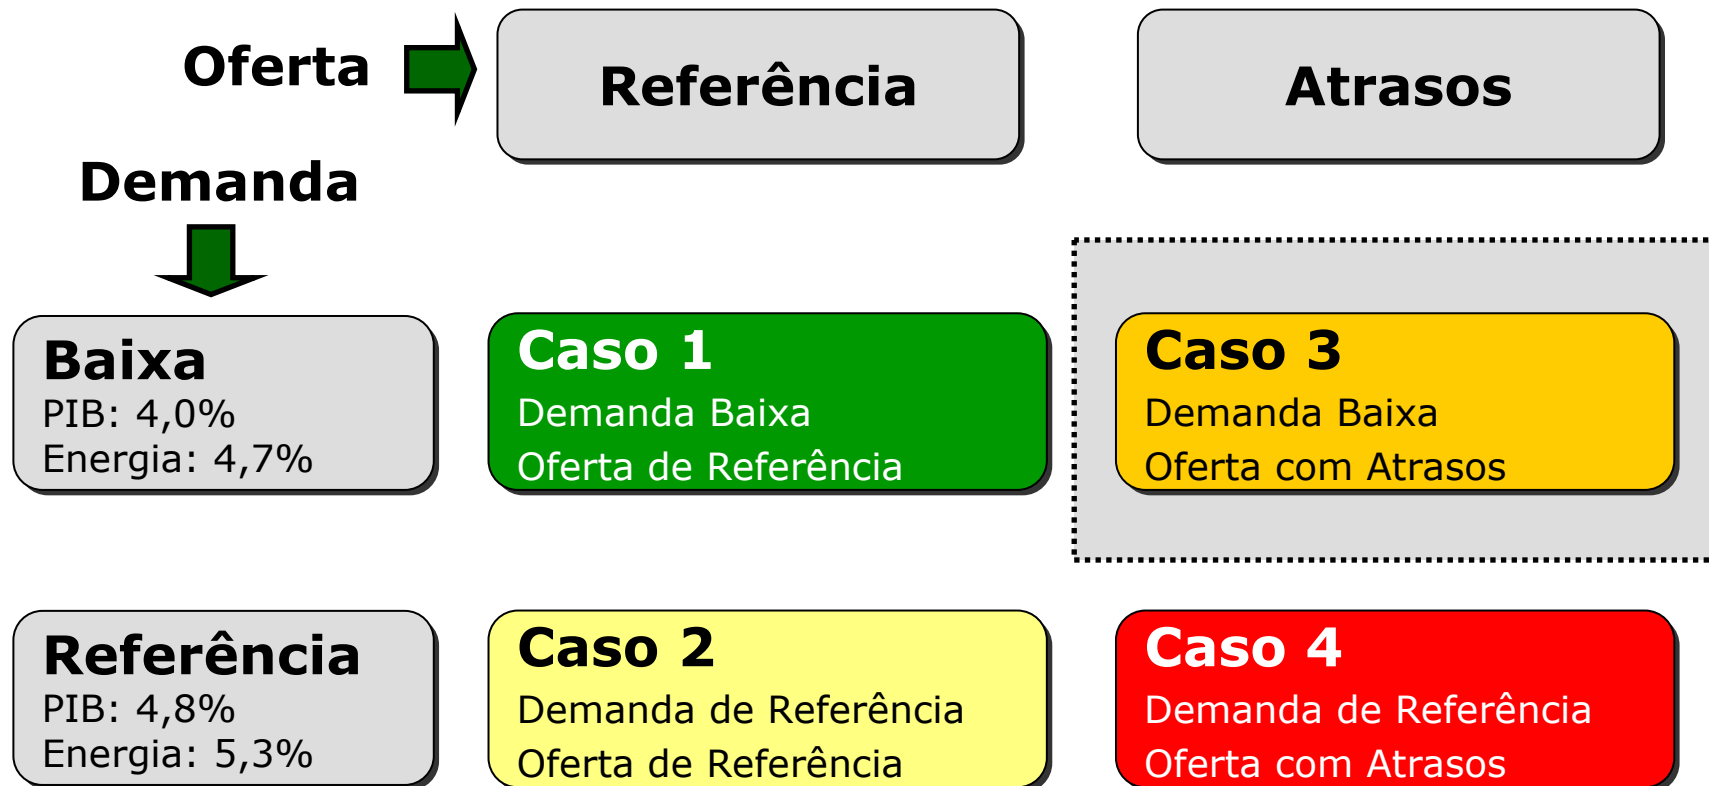 Oferta
Referência
Atrasos
Demanda
Baixa
PIB: 4,0%
Energia: 4,7%
Caso 1
Demanda Baixa
Oferta de Referência
Caso 3
Demanda Baixa
Oferta com Atrasos
Referência
PIB: 4,8%
Energia: 5,3%
Caso 2
Demanda de Referência
Oferta de Referência
Caso 4
Demanda de Referência
Oferta com Atrasos